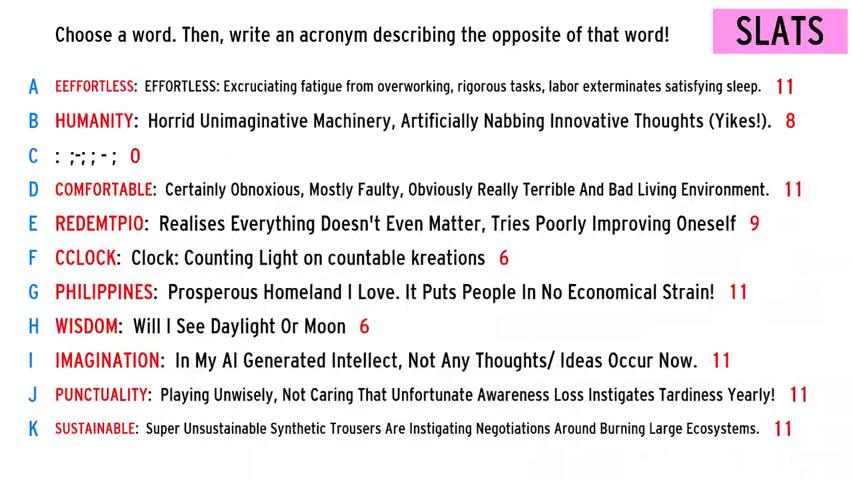 Choose a word. Then, write an acronym describing the opposite of that word!
SLATS
A EEFFORTLESS: EFFORTLESS: Excruciating fatigue from overworking, rigorous tasks, labor exterminates satisfying sleep. 11
B HUMANITY: Horrid Unimaginative Machinery, Artificially Nabbing Innovative Thoughts (Yikes!). 8
C : ;-; ; - ; 0
D COMFORTABLE: Certainly Obnoxious, Mostly Faulty, Obviously Really Terrible And Bad Living Environment. 11
E REDEMTPIO: Realises Everything Doesn't Even Matter, Tries Poorly Improving Oneself 9
F CCLOCK: Clock: Counting Light on countable kreations 6
G PHILIPPINES: Prosperous Homeland I Love. It Puts People In No Economical Strain! 11
H WISDOM: Will I See Daylight Or Moon 6
I IMAGINATION: In My AI Generated Intellect, Not Any Thoughts/ Ideas Occur Now. 11
J PUNCTUALITY: Playing Unwisely, Not Caring That Unfortunate Awareness Loss Instigates Tardiness Yearly! 11
K SUSTAINABLE: Super Unsustainable Synthetic Trousers Are Instigating Negotiations Around Burning Large Ecosystems. 11